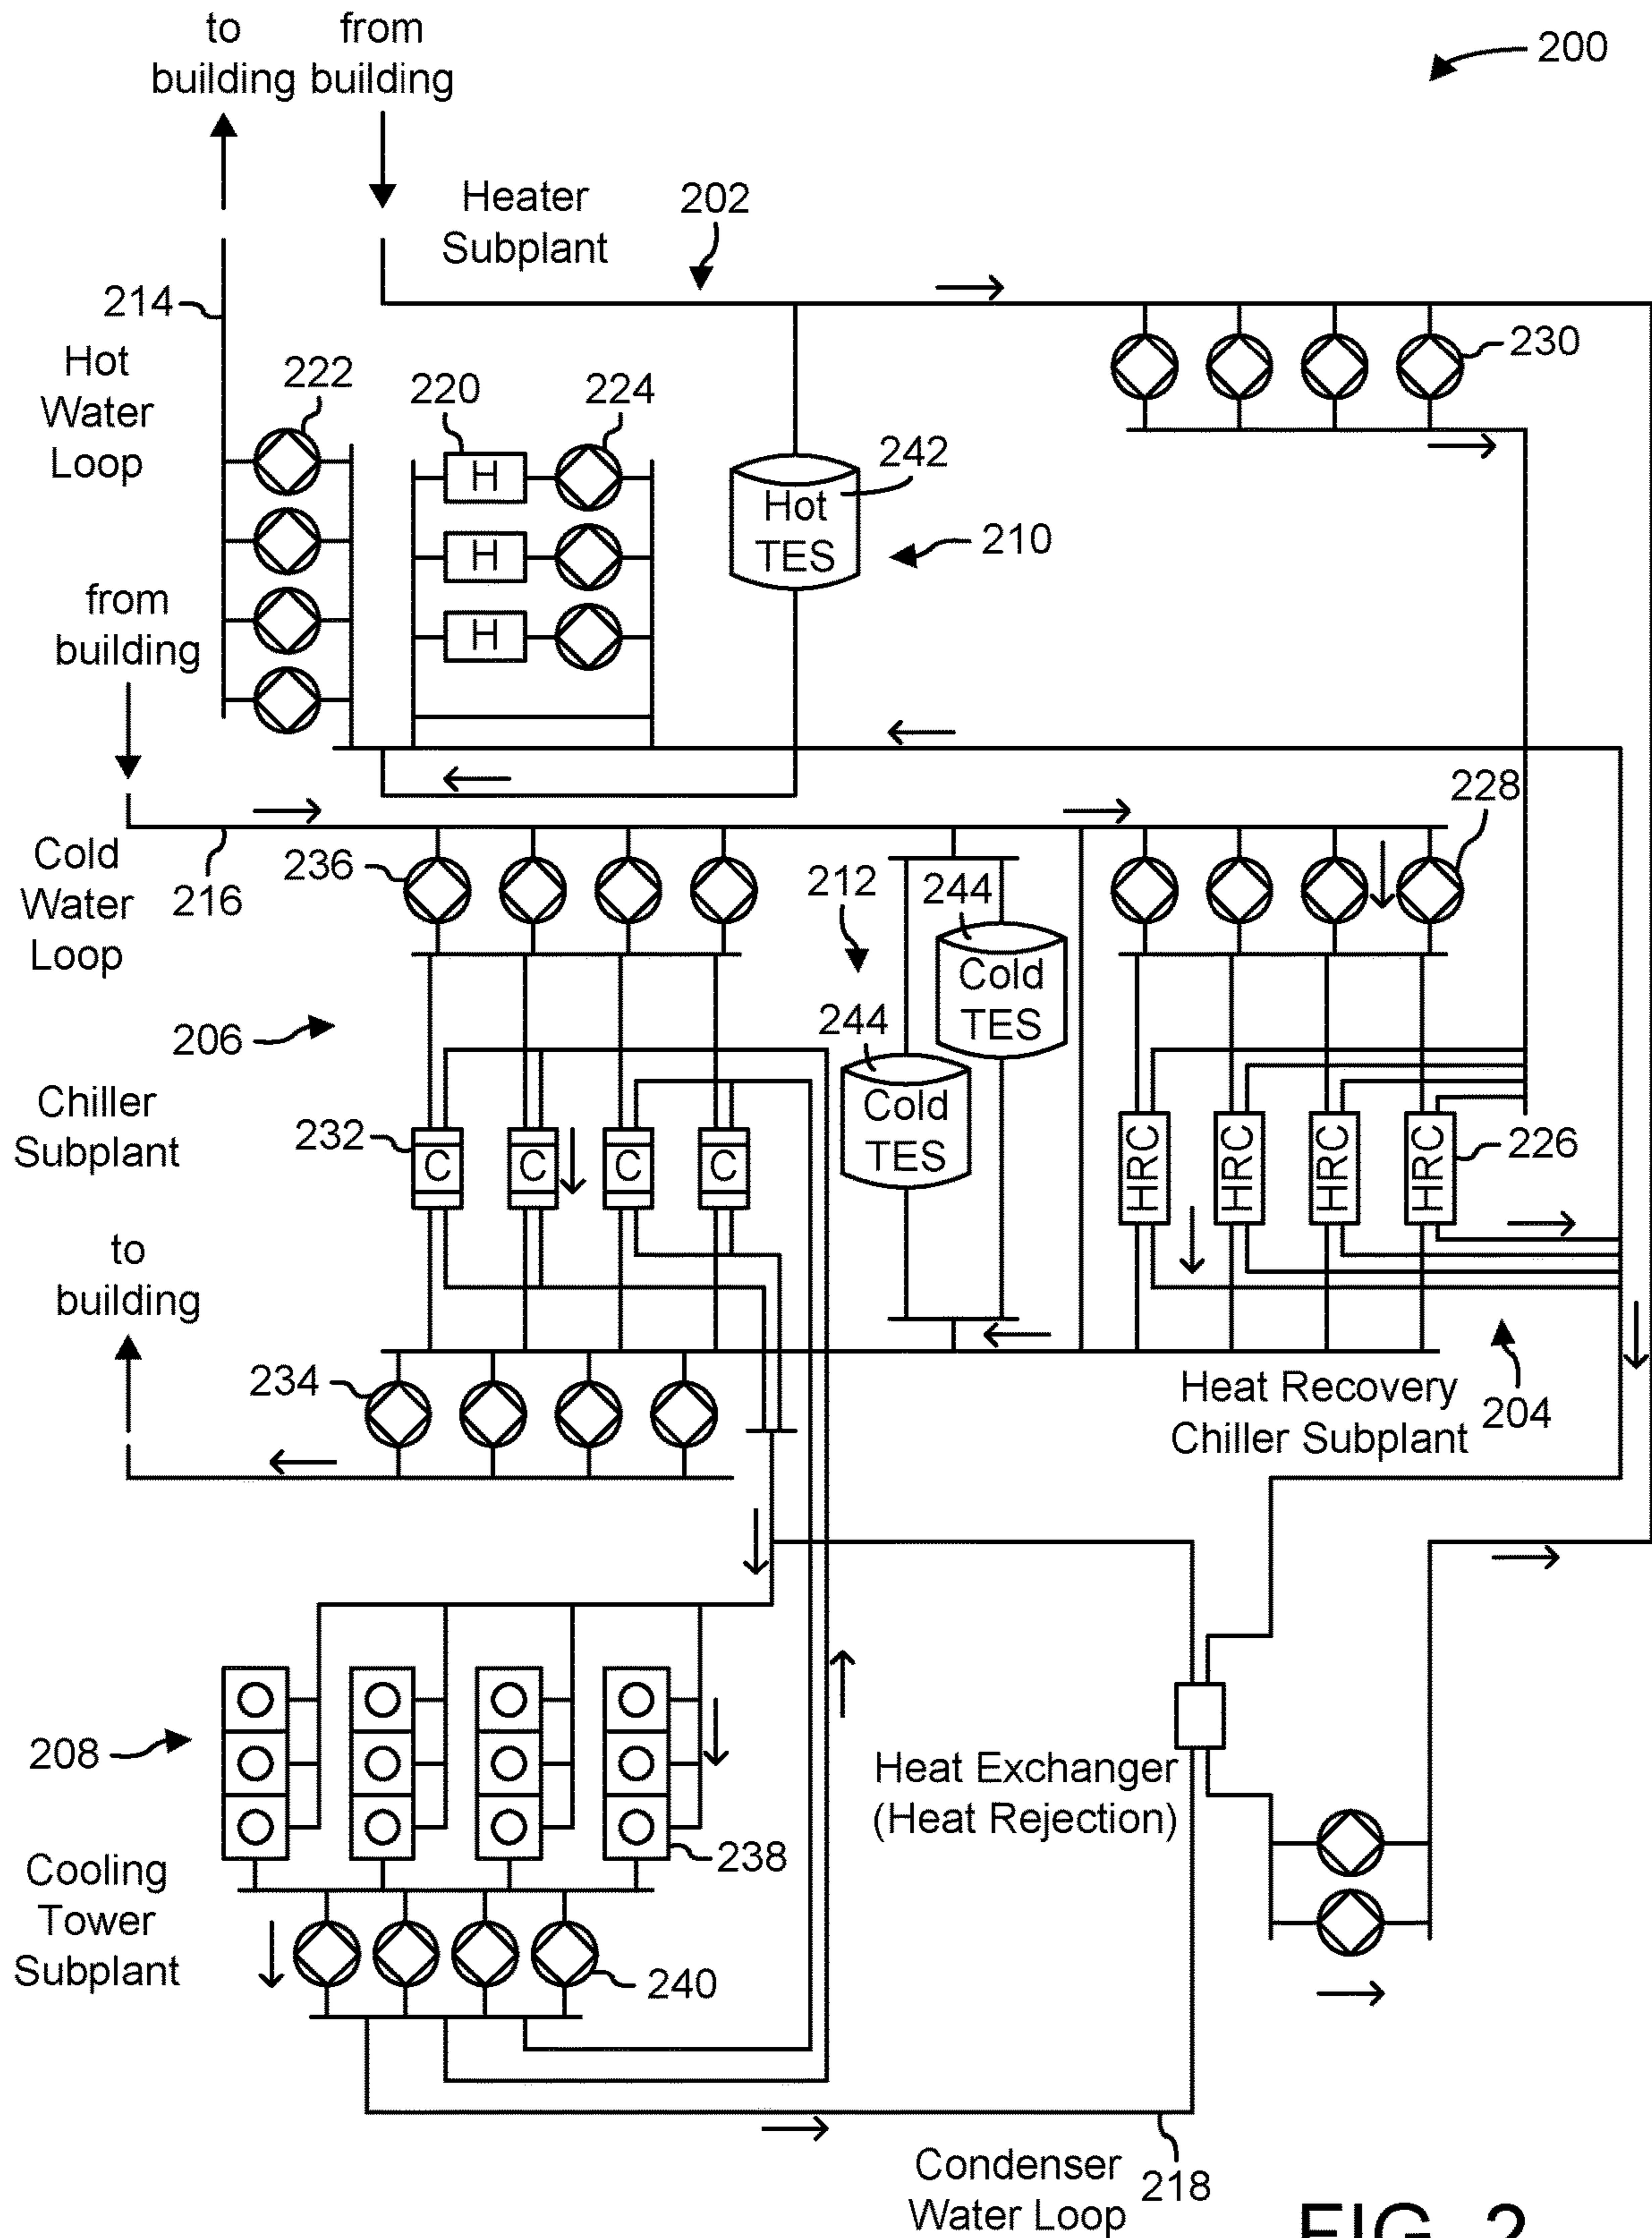 to
building
from
building
200
Heater
Subplant
202
214
Hot
Water
Loop
222
220
224
H
H
H
Hot
TES
242
210
230
from
building
Cold
Water
Loop
216
236
212
244
Cold
TES
244
Cold
TES
228
206
Chiller
Subplant
232
C
C
C
C
HRC
HRC
HRC
HRC
226
to
building
234
Heat Recovery
Chiller Subplant
204
208
Cooling
Tower
Subplant
238
240
Heat Exchanger
(Heat Rejection)
Condenser
Water Loop
218
FIG. 2